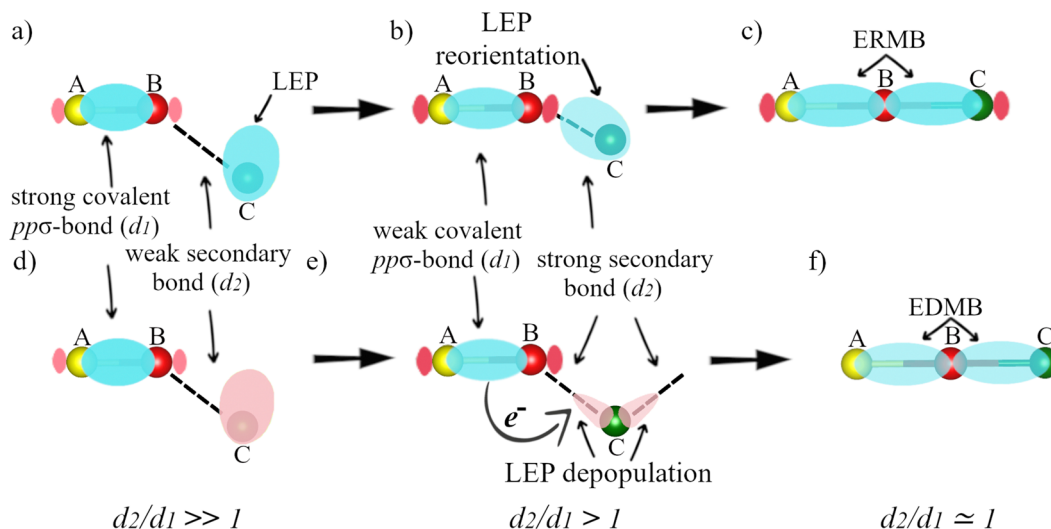 a)
A
B
LEP
C
b)
LEP
reorientation
A
B
C
c)
ERMB
A
B
C
strong covalent
ppσ-bond (d1)
weak secondary
bond (d2)
weak covalent
ppσ-bond (d1)
strong secondary
bond (d2)
d)
A
B
C
e)
A
B
e-
C
LEP depopulation
f)
EDMB
A
B
C
d2/d1 >> 1
d2/d1 > 1
d2/d1 ≃ 1